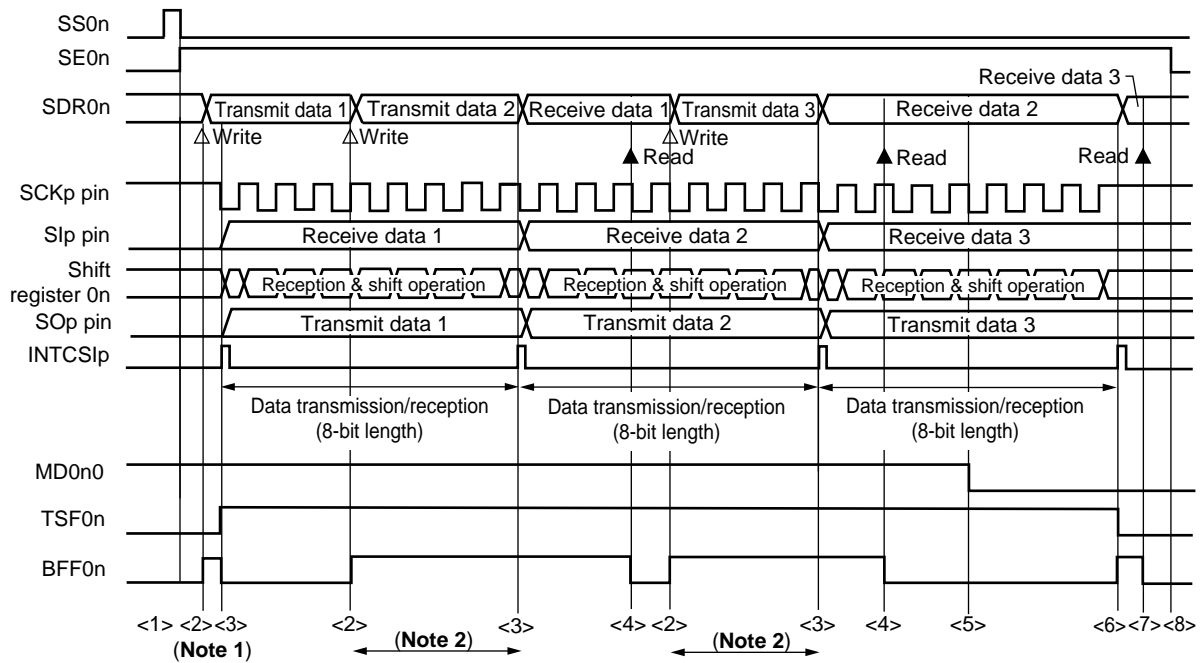 SS0n
SE0n
Receive data 3
SDR0n Transmit data 1 Transmit data 2 Receive data 1 Transmit data 3 Receive data 2
Write Write Write
Read Read Read
SCKp pin
SIp pin Receive data 1 Receive data 2 Receive data 3
Shift
register 0n Reception & shift operation Reception & shift operation Reception & shift operation
SOp pin Transmit data 1 Transmit data 2 Transmit data 3
INTCSIp
Data transmission/reception Data transmission/reception Data transmission/reception
(8-bit length) (8-bit length) (8-bit length)
MD0n0
TSF0n
BFF0n
<1> <2> <3> <2> <3> <4> <2> <3> <4> <5> <6> <7> <8>
(Note 1) (Note 2) (Note 2)